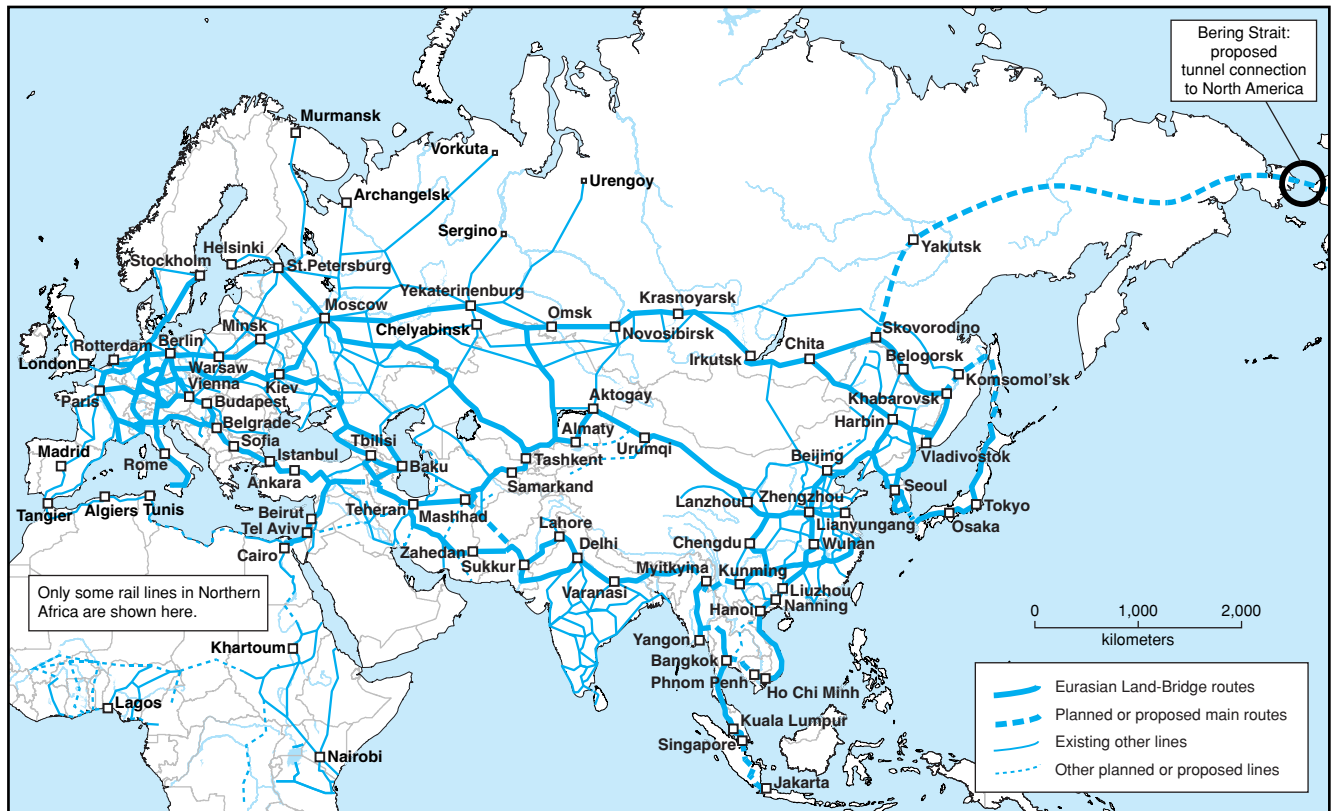 Bering Strait:
proposed
tunnel connection
to North America
Murmansk
Vorkuta
Urengoy
Archangelsk
Sergino
Yakutsk
Helsinki
Stockholm
St.Petersburg
Yekaterinenburg
Krasnoyarsk
Moscow
Omsk
Chelyabinsk
Novosibirsk
Skovorodino
Minsk
Berlin
Rotterdam
London
Irkutsk
Chita
Belogorsk
Warsaw
Vienna
Kiev
Komsomol'sk
Paris
Budapest
Aktogay
Khabarovsk
Belgrade
Almaty
Harbin
Sofia
Tbilisi
Urumqi
Madrid
Istanbul
Beijing
Vladivostok
Rome
Baku
Tashkent
Ankara
Samarkand
Seoul
Tangier
Algiers
Tunis
Beirut
Teheran
Mashhad
Lanzhou
Zhengzhou
Tokyo
Tel Aviv
Lahore
Lianyungang
Osaka
Cairo
Zahedan
Delhi
Chengdu
Wuhan
Sukkur
Myitkyina
Kunming
Varanasi
Liuzhou
Hanoi
Nanning
Only some rail lines in Northern
Africa are shown here.
0 1,000 2,000
kilometers
Khartoum
Yangon
Bangkok
Phnom Penh
Ho Chi Minh
Lagos
Kuala Lumpur
Singapore
Nairobi
Jakarta
Eurasian Land-Bridge routes
Planned or proposed main routes
Existing other lines
Other planned or proposed lines